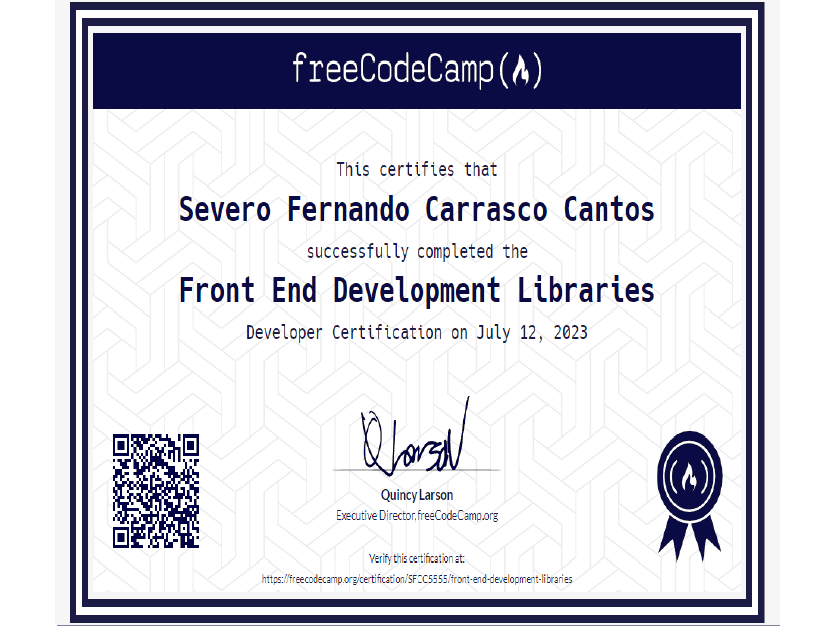 freeCodeCamp(🔥)
This certifies that
Severo Fernando Carrasco Cantos
successfully completed the
Front End Development Libraries
Developer Certification on July 12, 2023
Q Larson
Quincy Larson
Executive Director, freeCodeCamp.org
Verify this certification at:
https://freecodecamp.org/certification/SFCC5555/front-end-development-libraries